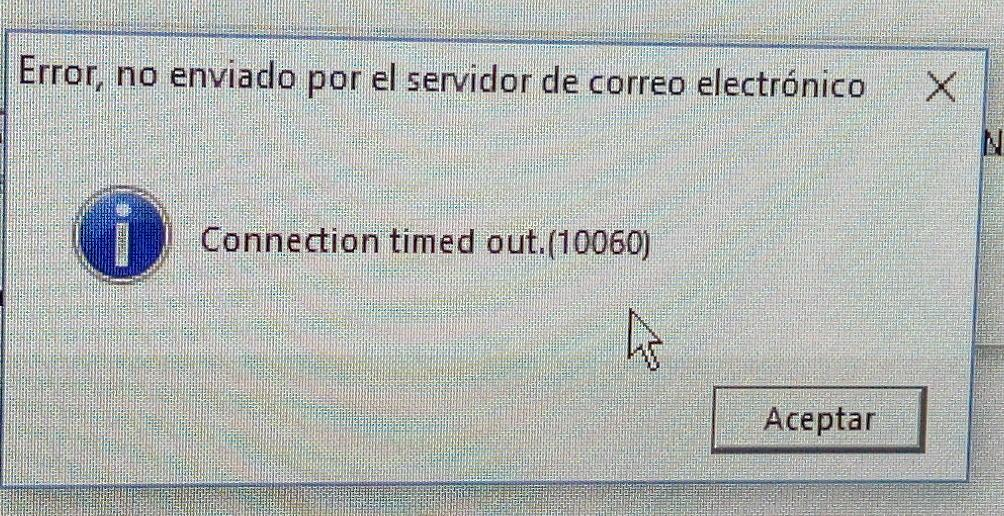 Error, no enviado por el servidor de correo electrónico
N
Connection timed out.(10060)
Aceptar